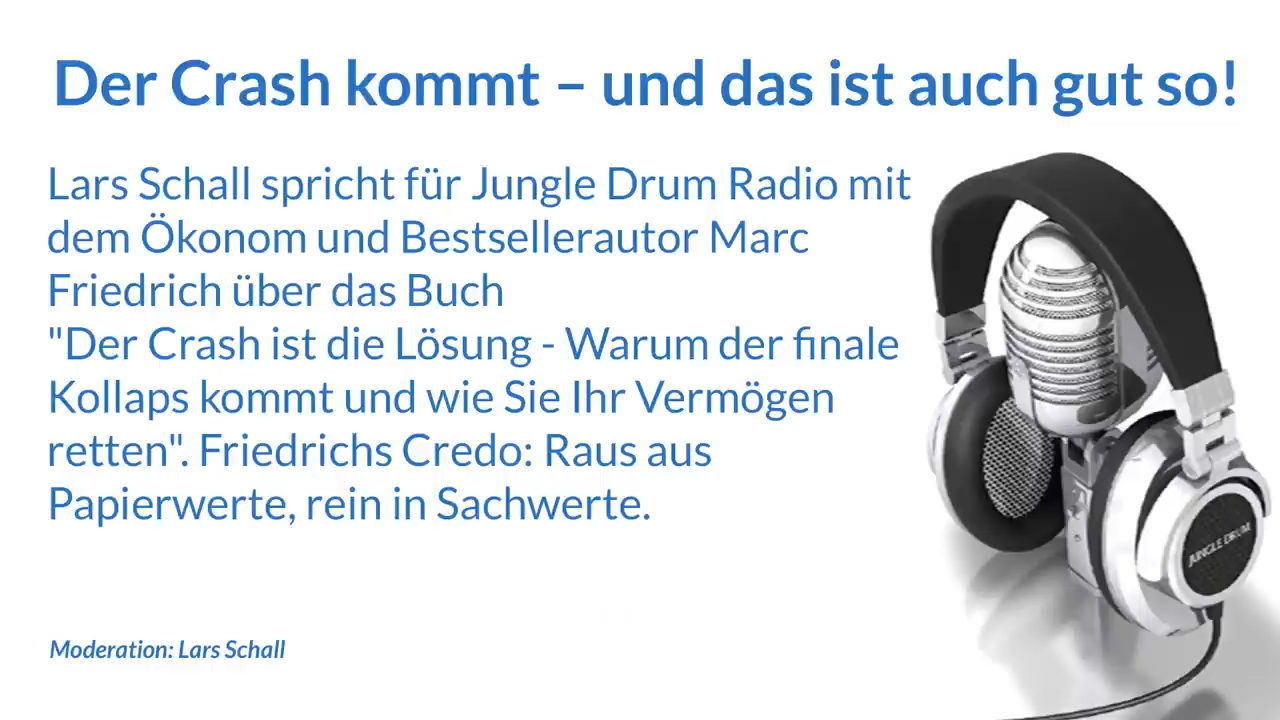 Der Crash kommt – und das ist auch gut so!
Lars Schall spricht für Jungle Drum Radio mit
dem Ökonom und Bestsellerautor Marc
Friedrich über das Buch
"Der Crash ist die Lösung - Warum der finale
Kollaps kommt und wie Sie Ihr Vermögen
retten". Friedrichs Credo: Raus aus
Papierwerte, rein in Sachwerte.
JUNGLE DRUM
Moderation: Lars Schall